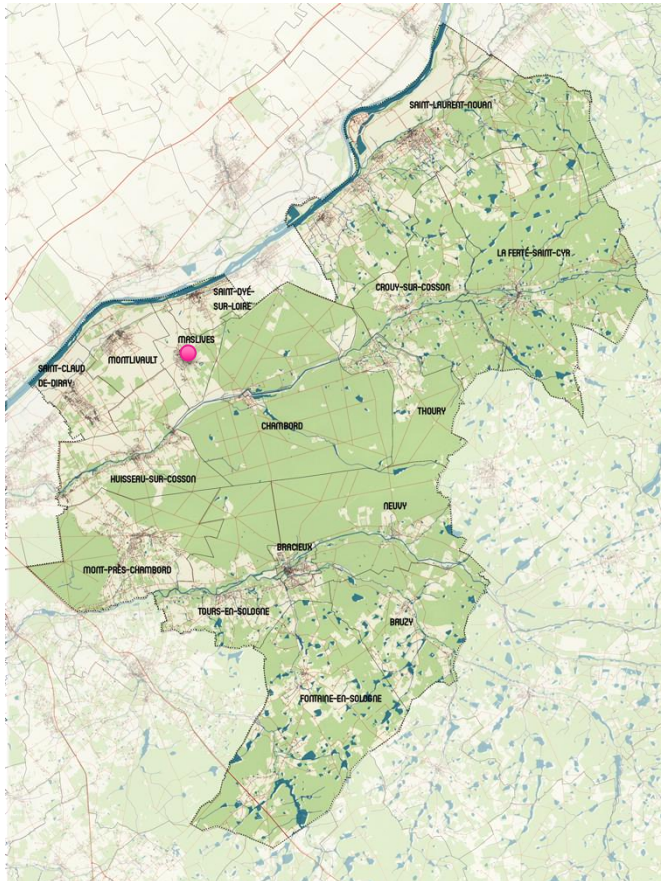 SAINT-LAURENT-NOUAN
LA FERTÉ-SAINT-CYR
CROUY-SUR-COSSON
SAINT-DYÉ-
SUR-LOIRE
MASLIVES
MONTLIVAULT
SAINT-CLAUD
DE-DIRAY
THOURY
CHAMBORD
HUISSEAU-SUR-COSSON
NEUVY
BRACIEUX
MONT-PRÈS-CHAMBORD
TOURS-EN-SOLOGNE
BAUZY
FONTAINE-EN-SOLOGNE